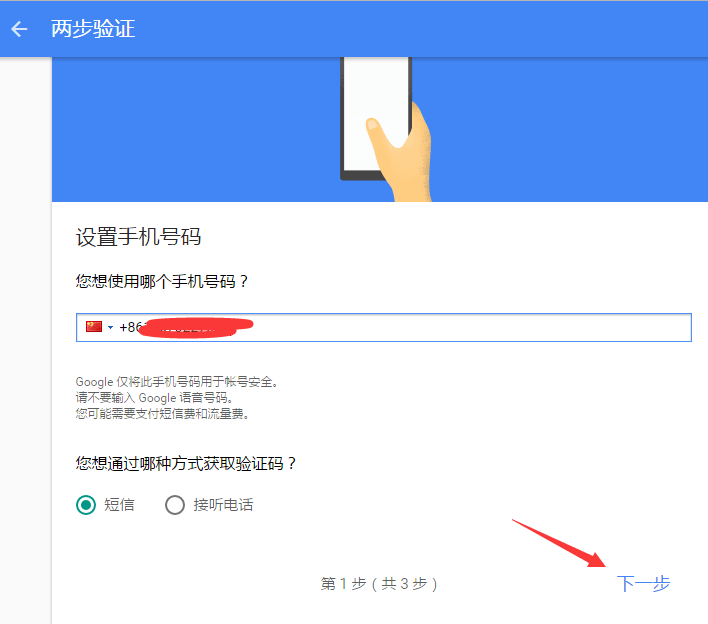 两步验证
设置手机号码
您想使用哪个手机号码？
+86
Google 仅将此手机号码用于帐号安全。
请不要输入 Google 语音号码。
您可能需要支付短信费和流量费。
您想通过哪种方式获取验证码？
短信 接听电话
第 1 步（共 3 步） 下一步